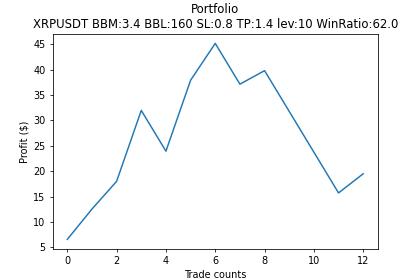 Portfolio
XRPUSDT BBM:3.4 BBL:160 SL:0.8 TP:1.4 lev:10 WinRatio:62.0
45
40
35
30
25
20
15
10
5
Profit ($)
0 2 4 6 8 10 12
Trade counts